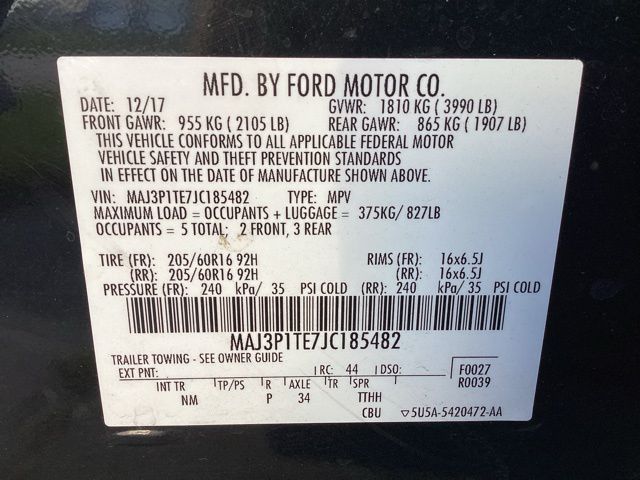 MFD. BY FORD MOTOR CO.
DATE: 12/17 GVWR: 1810 KG ( 3990 LB)
FRONT GAWR: 955 KG ( 2105 LB) REAR GAWR: 865 KG ( 1907 LB)
THIS VEHICLE CONFORMS TO ALL APPLICABLE FEDERAL MOTOR
VEHICLE SAFETY AND THEFT PREVENTION STANDARDS
IN EFFECT ON THE DATE OF MANUFACTURE SHOWN ABOVE.
VIN: MAJ3P1TE7JC185482 TYPE: MPV
MAXIMUM LOAD = OCCUPANTS + LUGGAGE = 375KG/ 827LB
OCCUPANTS = 5 TOTAL; 2 FRONT, 3 REAR
TIRE (FR): 205/60R16 92H RIMS (FR): 16x6.5J
(RR): 205/60R16 92H (RR): 16x6.5J
PRESSURE (FR): 240 kPa/ 35 PSI COLD (RR): 240 kPa/ 35 PSI COLD
MAJ3P1TE7JC185482
TRAILER TOWING - SEE OWNER GUIDE
EXT PNT: RC: 44 DSO: F0027
R0039
INT TR TP/PS R AXLE TR SPR
NM P 34 TTHH
CBU ▽5U5A-5420472-AA